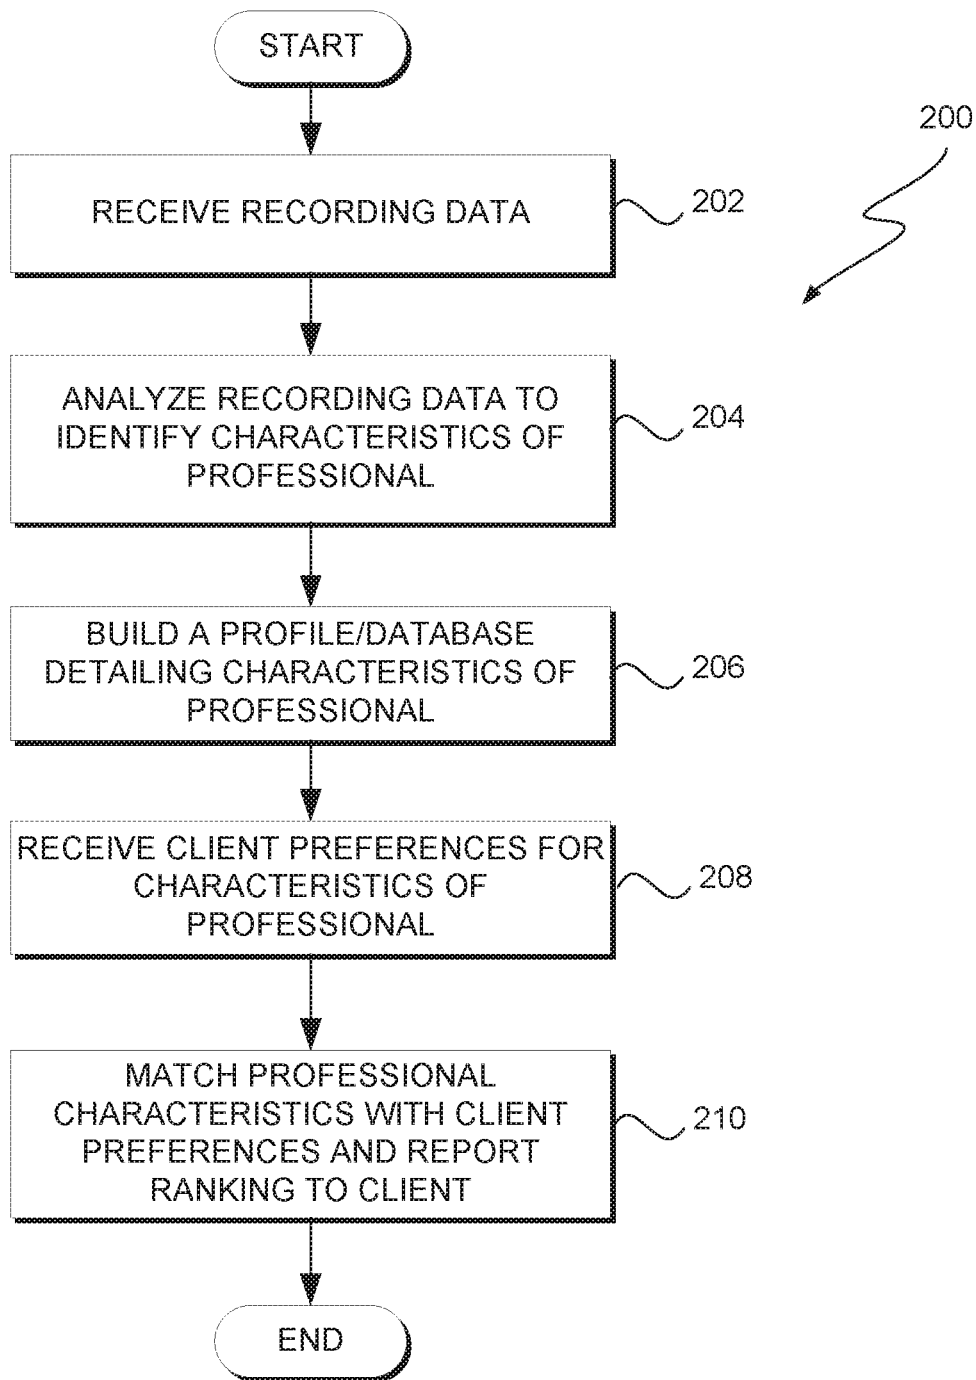 START
200
RECEIVE RECORDING DATA
202
ANALYZE RECORDING DATA TO
IDENTIFY CHARACTERISTICS OF
PROFESSIONAL
204
BUILD A PROFILE/DATABASE
DETAILING CHARACTERISTICS OF
PROFESSIONAL
206
RECEIVE CLIENT PREFERENCES FOR
CHARACTERISTICS OF
PROFESSIONAL
208
MATCH PROFESSIONAL
CHARACTERISTICS WITH CLIENT
PREFERENCES AND REPORT
RANKING TO CLIENT
210
END